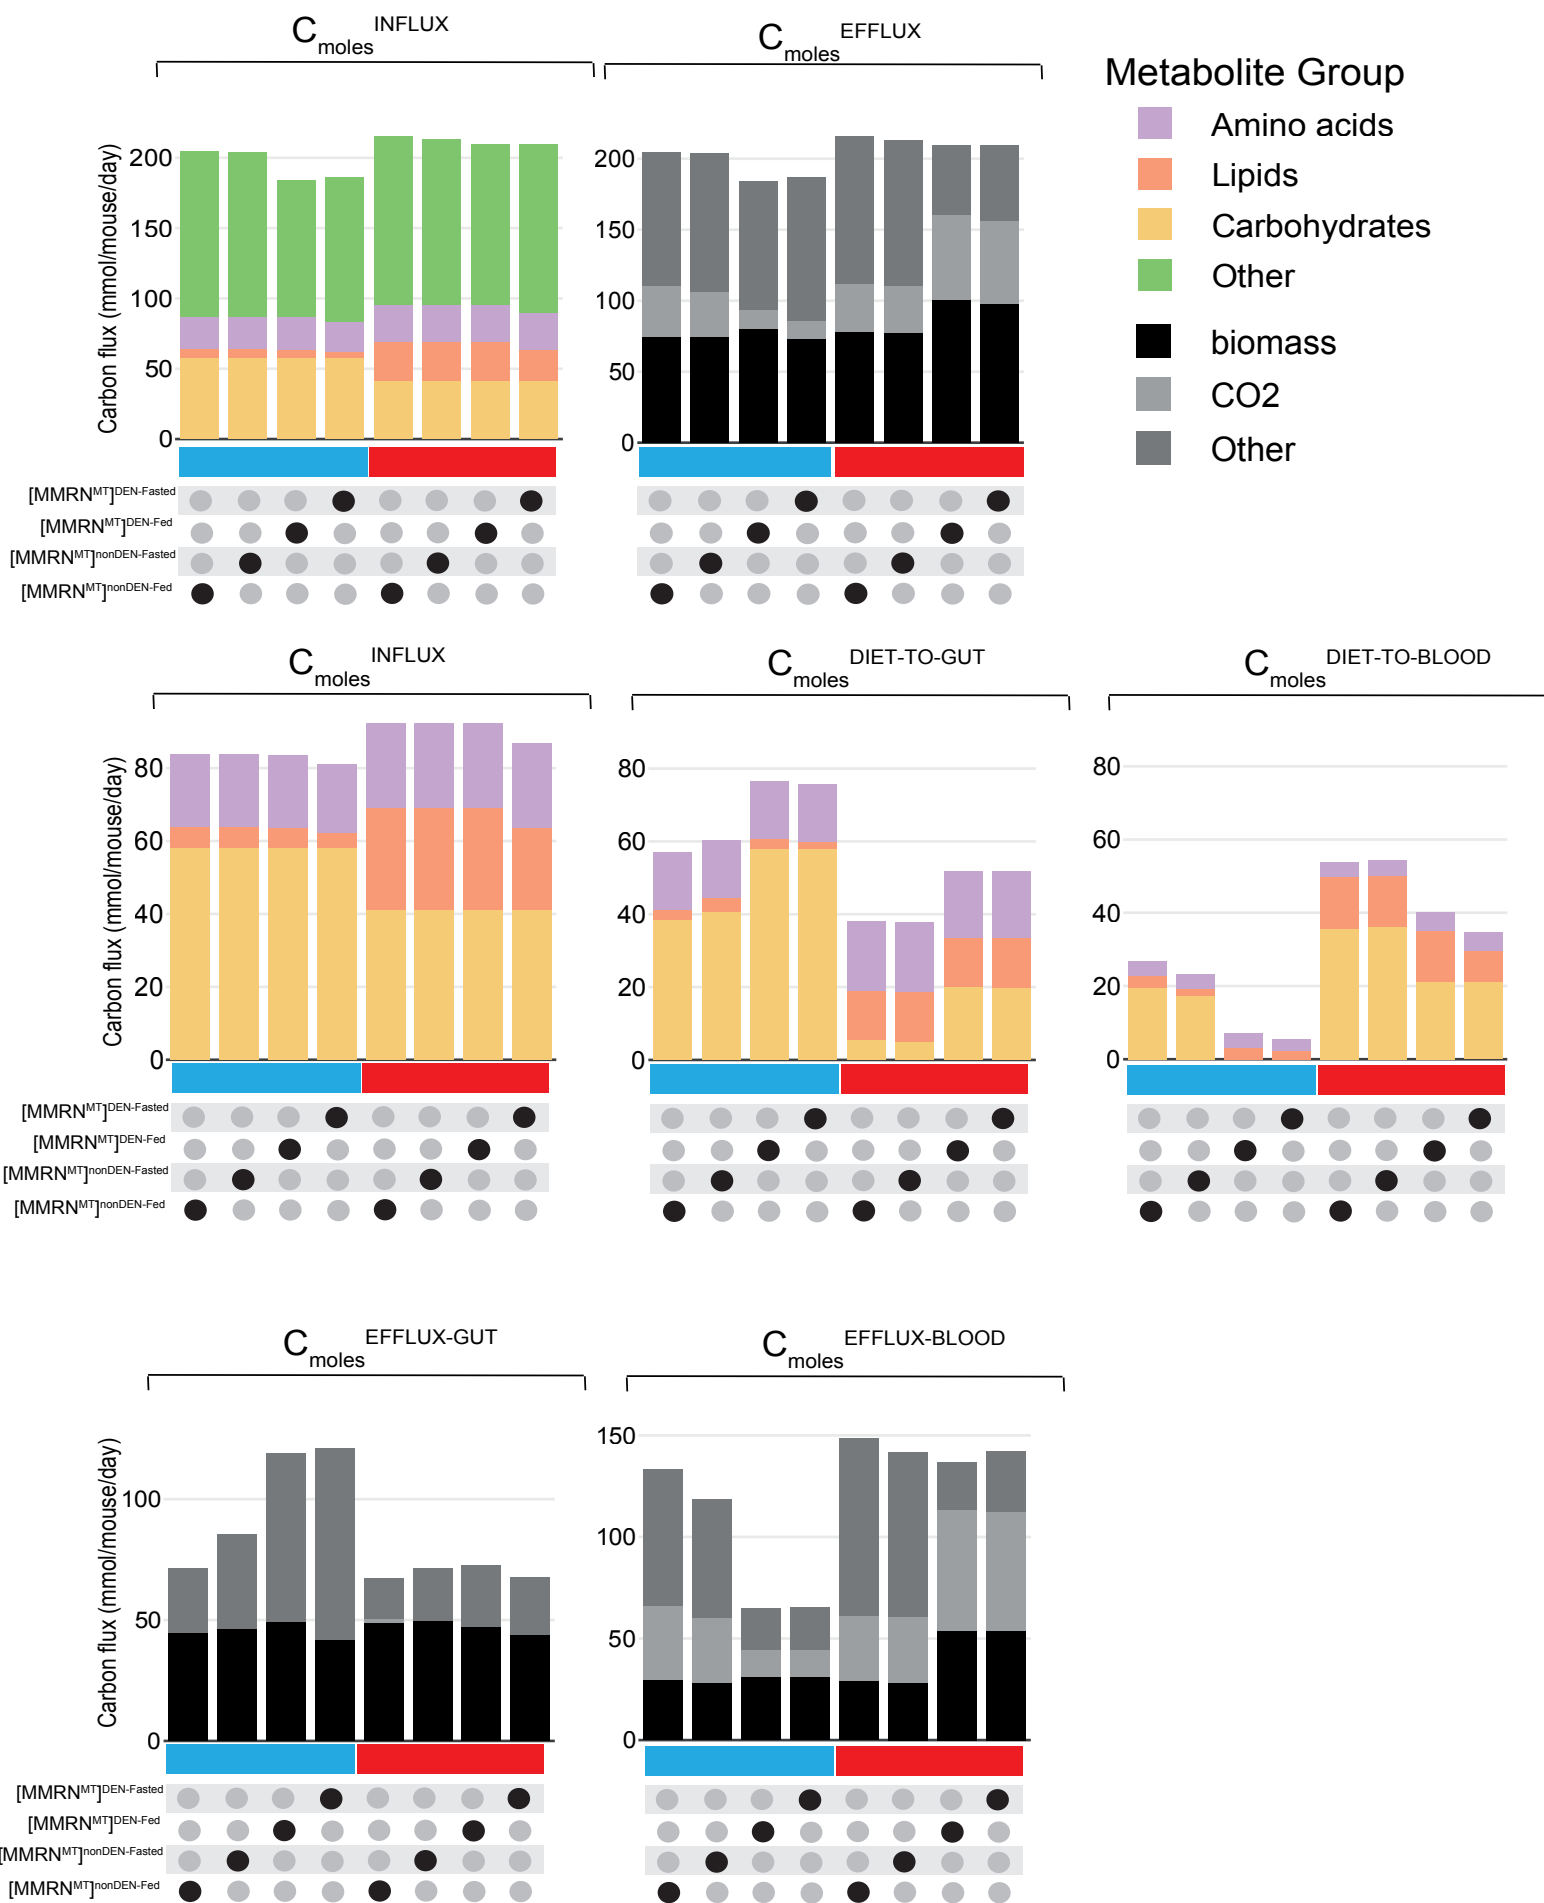 C moles INFLUX
C moles EFFLUX
Metabolite Group
Amino acids
Lipids
Carbohydrates
Other
biomass
CO2
Other
Carbon flux (mmol/mouse/day)
200
150
100
50
0
200
150
100
50
0
[MMRN^MT]^DEN-Fasted
[MMRN^MT]^DEN-Fed
[MMRN^MT]^nonDEN-Fasted
[MMRN^MT]^nonDEN-Fed
C moles INFLUX
C moles DIET-TO-GUT
C moles DIET-TO-BLOOD
Carbon flux (mmol/mouse/day)
80
60
40
20
0
80
60
40
20
0
80
60
40
20
0
[MMRN^MT]^DEN-Fasted
[MMRN^MT]^DEN-Fed
[MMRN^MT]^nonDEN-Fasted
[MMRN^MT]^nonDEN-Fed
C moles EFFLUX-GUT
C moles EFFLUX-BLOOD
Carbon flux (mmol/mouse/day)
100
50
0
150
100
50
0
[MMRN^MT]^DEN-Fasted
[MMRN^MT]^DEN-Fed
[MMRN^MT]^nonDEN-Fasted
[MMRN^MT]^nonDEN-Fed